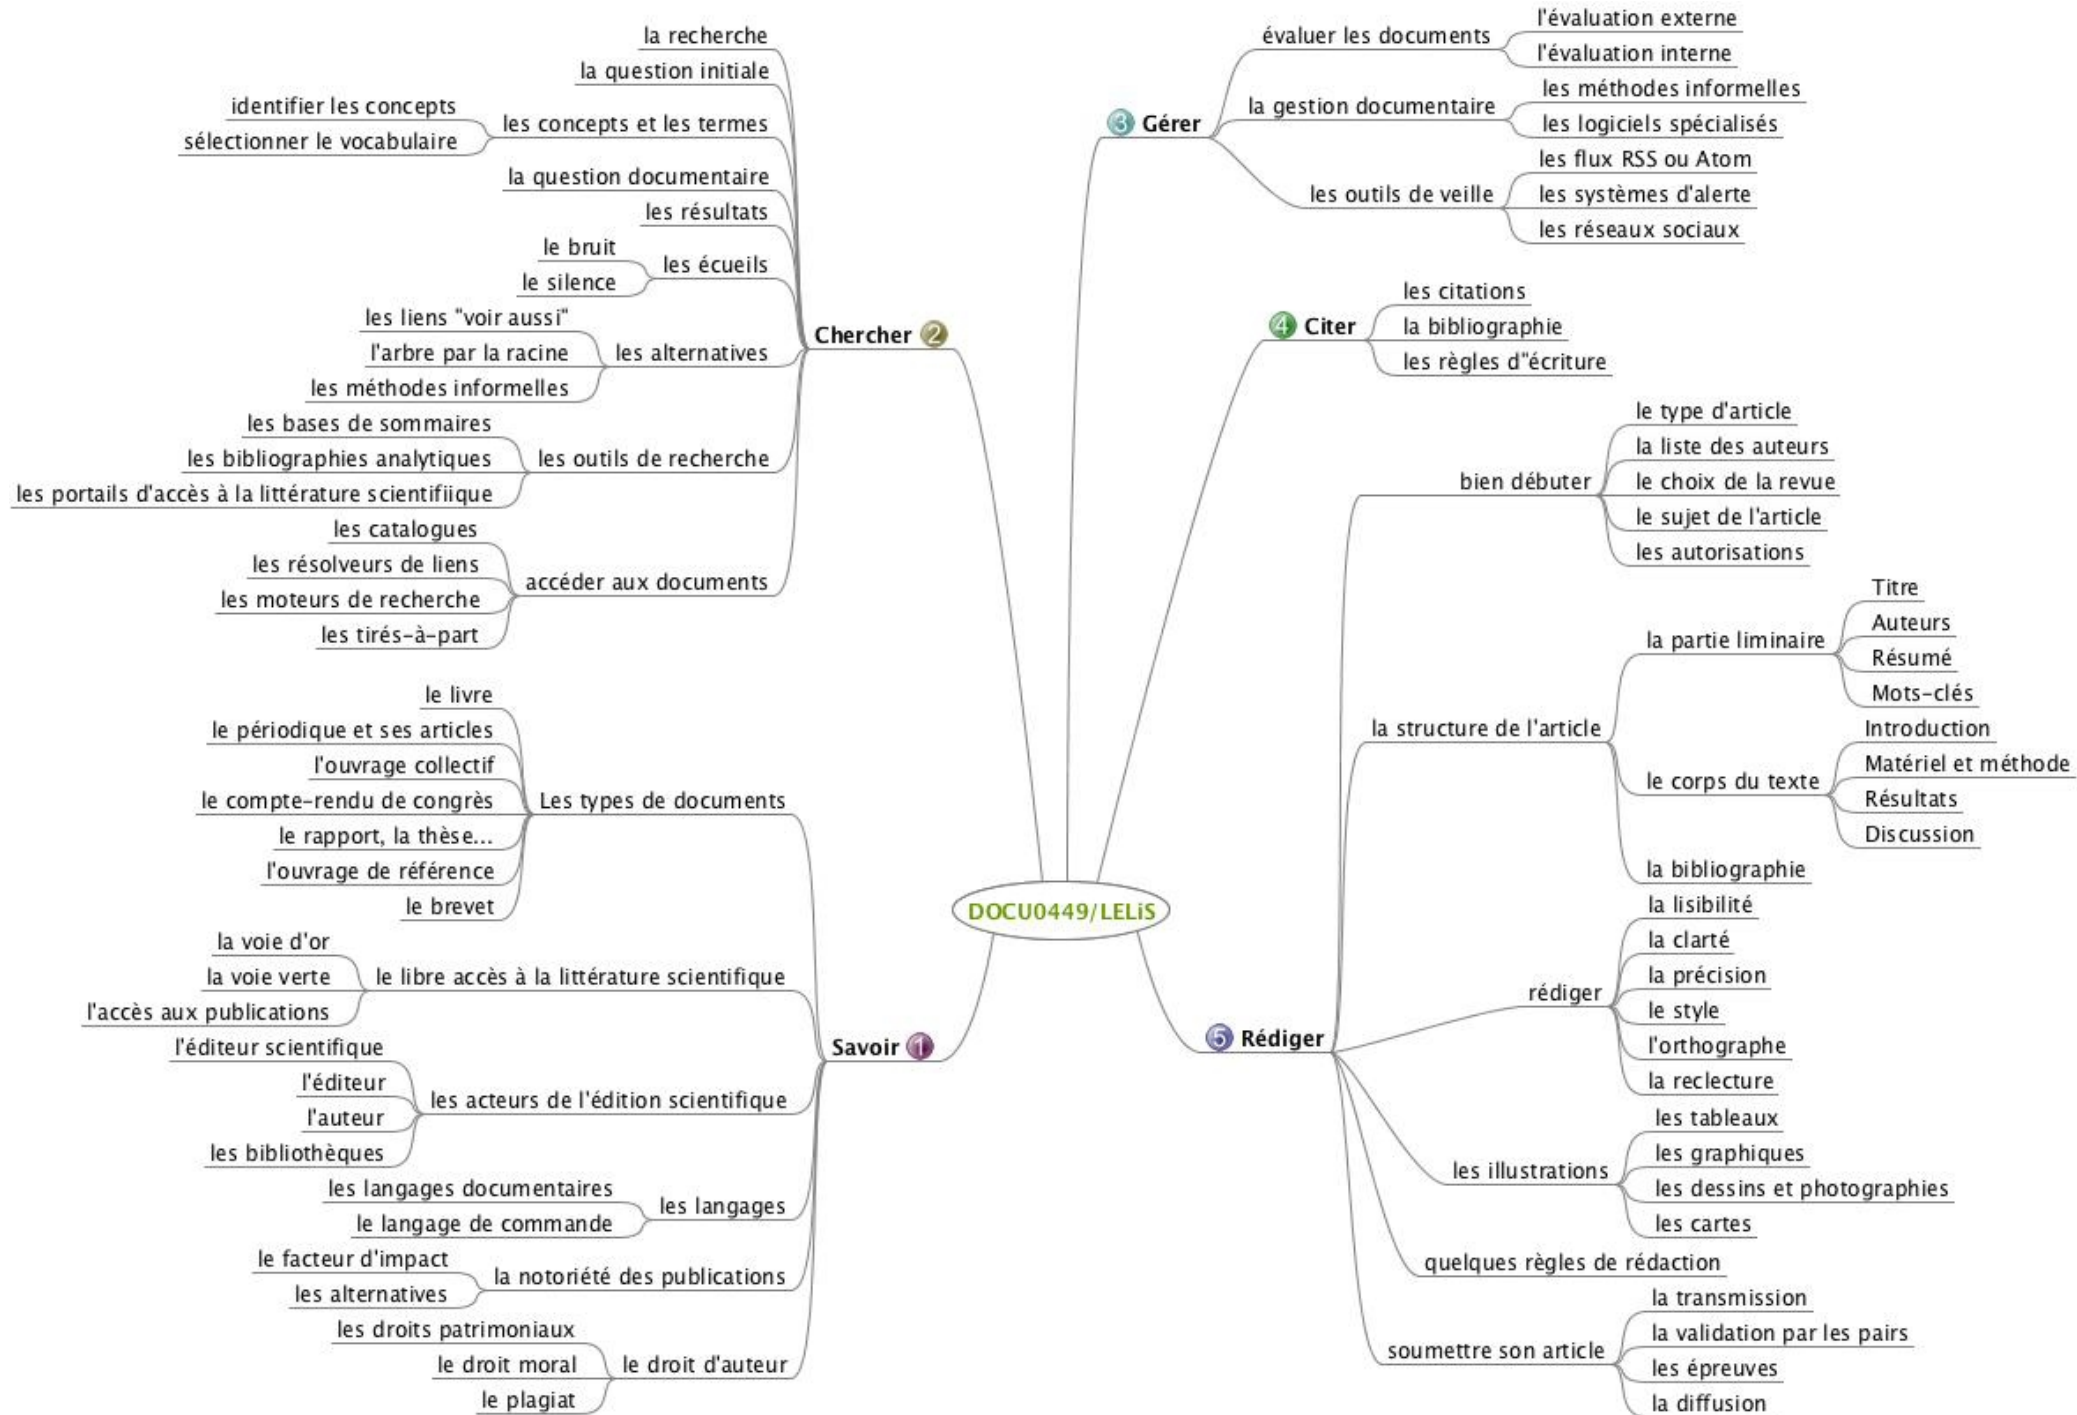 DOCU0449/LELiS
Savoir 1
Les types de documents
le livre
le périodique et ses articles
l'ouvrage collectif
le compte-rendu de congrès
le rapport, la thèse...
l'ouvrage de référence
le brevet
le libre accès à la littérature scientifique
la voie d'or
la voie verte
l'accès aux publications
les acteurs de l'édition scientifique
l'éditeur scientifique
l'éditeur
l'auteur
les bibliothèques
les langages
les langages documentaires
le langage de commande
la notoriété des publications
le facteur d'impact
les alternatives
le droit d'auteur
les droits patrimoniaux
le droit moral
le plagiat
Chercher 2
la recherche
la question initiale
les concepts et les termes
identifier les concepts
sélectionner le vocabulaire
la question documentaire
les résultats
les écueils
le bruit
le silence
les alternatives
les liens "voir aussi"
l'arbre par la racine
les méthodes informelles
les outils de recherche
les bases de sommaires
les bibliographies analytiques
les portails d'accès à la littérature scientifiique
accéder aux documents
les catalogues
les résolveurs de liens
les moteurs de recherche
les tirés-à-part
3 Gérer
évaluer les documents
l'évaluation externe
l'évaluation interne
la gestion documentaire
les méthodes informelles
les logiciels spécialisés
les outils de veille
les flux RSS ou Atom
les systèmes d'alerte
les réseaux sociaux
4 Citer
les citations
la bibliographie
les règles d"écriture
5 Rédiger
bien débuter
le type d'article
la liste des auteurs
le choix de la revue
le sujet de l'article
les autorisations
la structure de l'article
la partie liminaire
Titre
Auteurs
Résumé
Mots-clés
le corps du texte
Introduction
Matériel et méthode
Résultats
Discussion
la bibliographie
rédiger
la lisibilité
la clarté
la précision
le style
l'orthographe
la reclecture
les illustrations
les tableaux
les graphiques
les dessins et photographies
les cartes
quelques règles de rédaction
soumettre son article
la transmission
la validation par les pairs
les épreuves
la diffusion